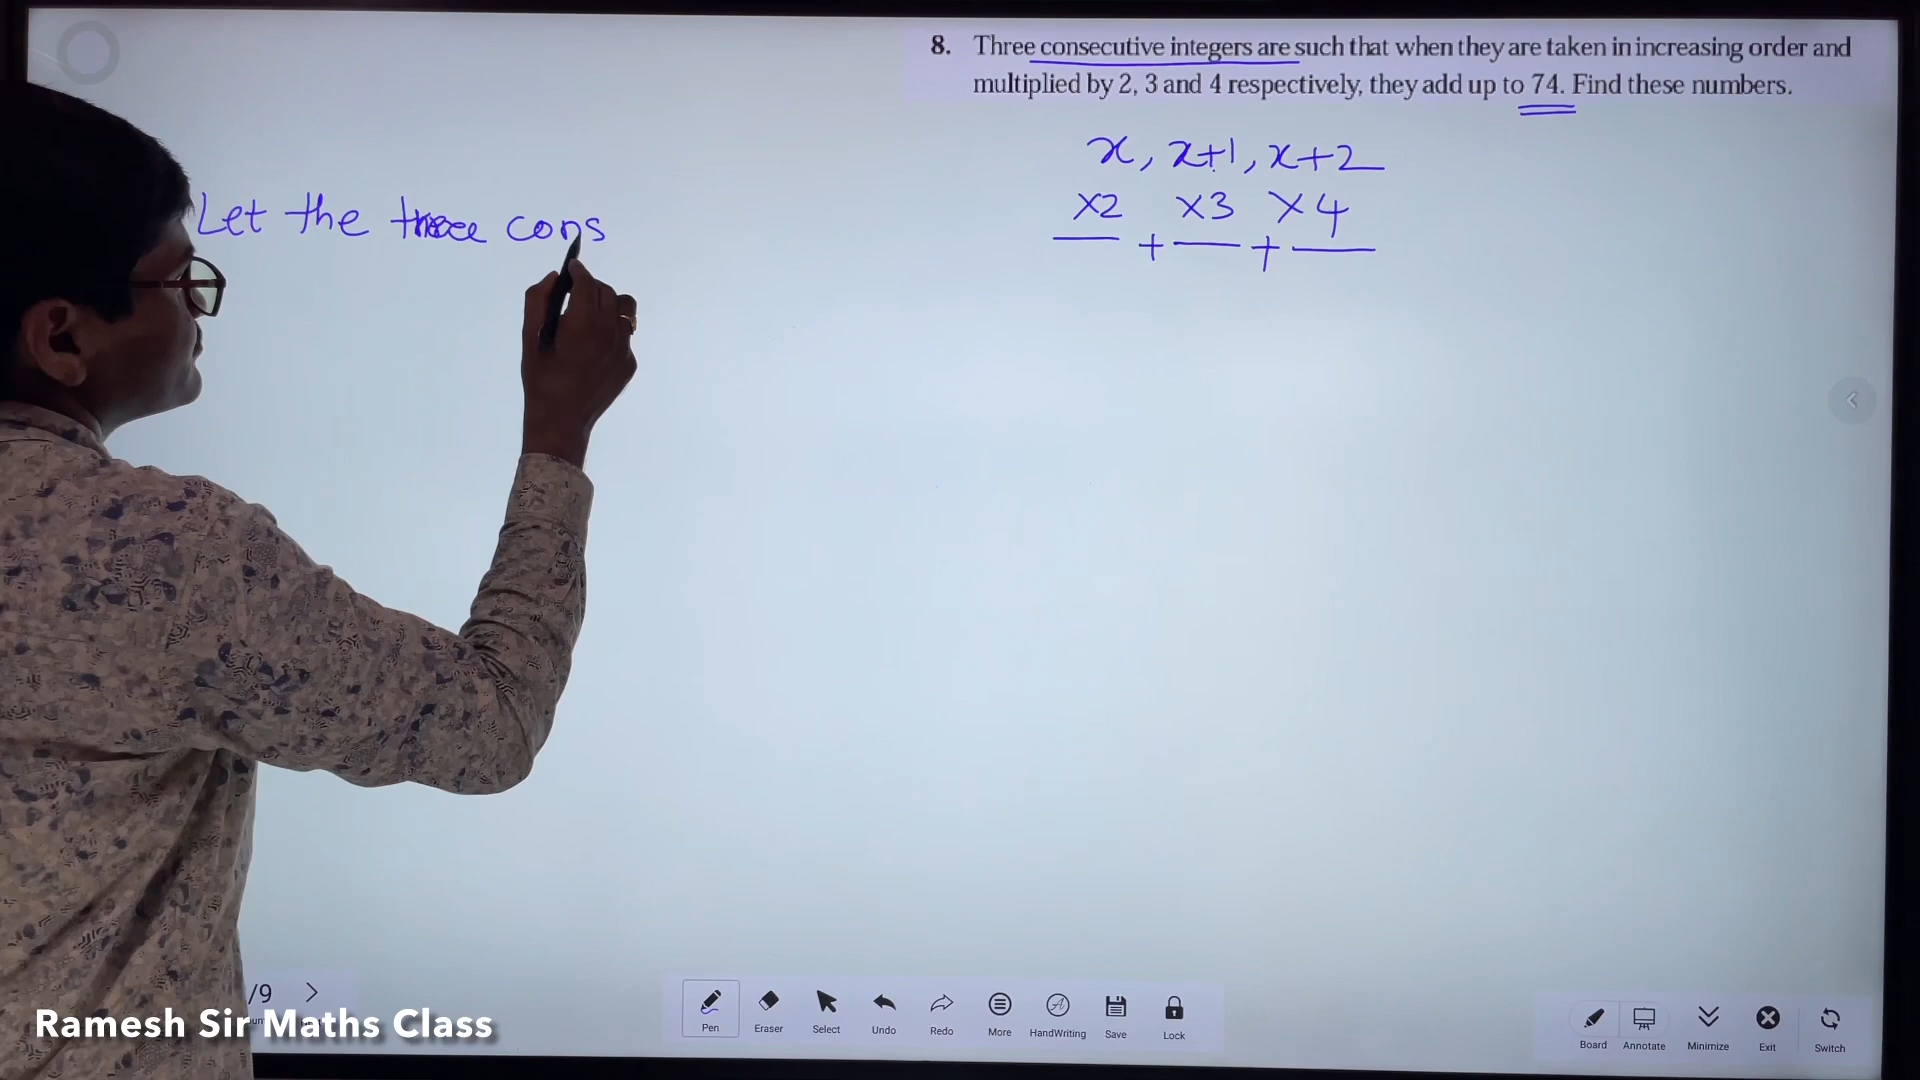 8. Three consecutive integers are such that when they are taken in increasing order and
multiplied by 2, 3 and 4 respectively, they add up to 74. Find these numbers.
x, x+1, x+2
×2 ×3 ×4
+ +
Let the three cons
/9
Ramesh Sir Maths Class
Pen Eraser Select Undo Redo More HandWriting Save Lock
Board Annotate Minimize Exit Switch